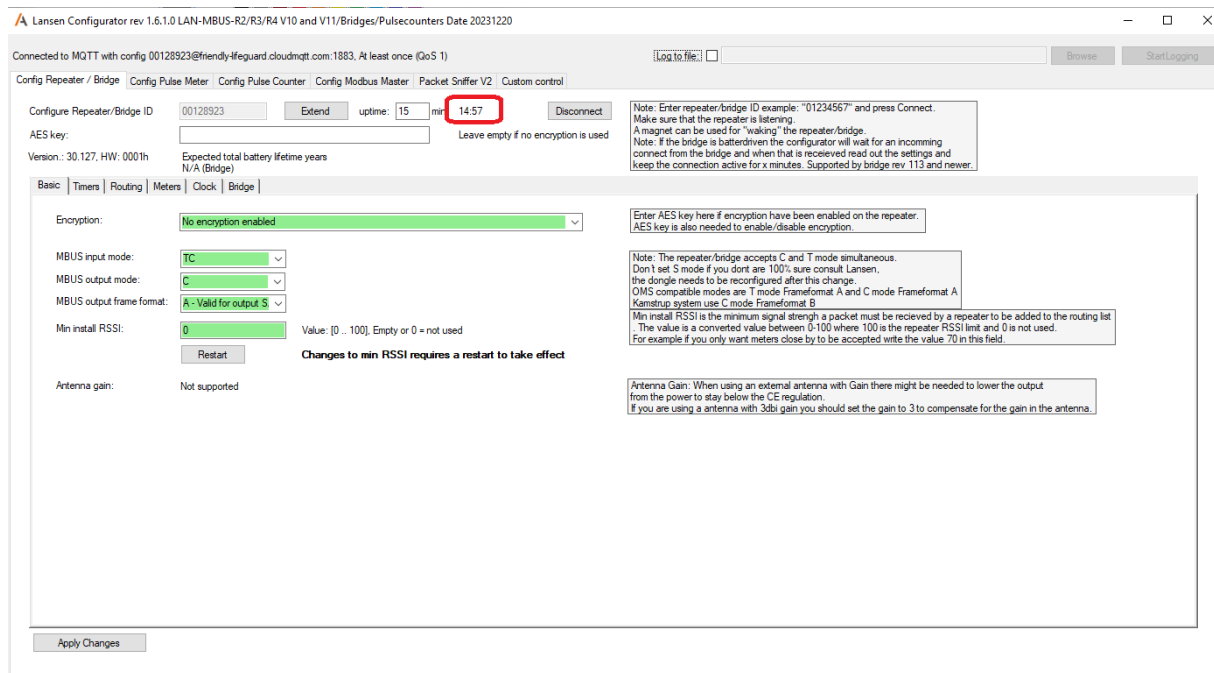 Lansen Configurator rev 1.6.1.0 LAN-MBUS-R2/R3/R4 V10 and V11/Bridges/Pulsecounters Date 20231220
Connected to MQTT with config 00128923@friendly-lifeguard.cloudmqtt.com:1883, At least once (QoS 1)
Log to file:
Browse
Start Logging
Config Repeater / Bridge
Config Pulse Meter
Config Pulse Counter
Config Modbus Master
Packet Sniffer V2
Custom control
Configure Repeater/Bridge ID
00128923
Extend
uptime:
15
min
14:57
Disconnect
AES key:
Leave empty if no encryption is used
Version.: 30.127, HW: 0001h
Expected total battery lifetime years
N/A (Bridge)
Note: Enter repeater/bridge ID example: "01234567" and press Connect.
Make sure that the repeater is listening.
A magnet can be used for "waking" the repeater/bridge.
Note: If the bridge is batterdriven the configurator will wait for an incomming
connect from the bridge and when that is receieved read out the settings and
keep the connection active for x minutes. Supported by bridge rev 113 and newer.
Basic
Timers
Routing
Meters
Clock
Bridge
Encryption:
No encryption enabled
Enter AES key here if encryption have been enabled on the repeater.
AES key is also needed to enable/disable encryption.
MBUS input mode:
TC
MBUS output mode:
C
MBUS output frame format:
A - Valid for output S.
Note: The repeater/bridge accepts C and T mode simultaneous.
Don't set S mode if you dont are 100% sure consult Lansen,
the dongle needs to be reconfigured after this change.
OMS compatible modes are T mode Frameformat A and C mode Frameformat A
Kamstrup system use C mode Frameformat B
Min install RSSI:
0
Value: [0 .. 100], Empty or 0 = not used
Min install RSSI is the minimum signal strengh a packet must be recieved by a repeater to be added to the routing list
. The value is a converted value between 0-100 where 100 is the repeater RSSI limit and 0 is not used.
For example if you only want meters close by to be accepted write the value 70 in this field.
Restart
Changes to min RSSI requires a restart to take effect
Antenna gain:
Not supported
Antenna Gain: When using an external antenna with Gain there might be needed to lower the output
from the power to stay below the CE regulation.
If you are using a antenna with 3dbi gain you should set the gain to 3 to compensate for the gain in the antenna.
Apply Changes